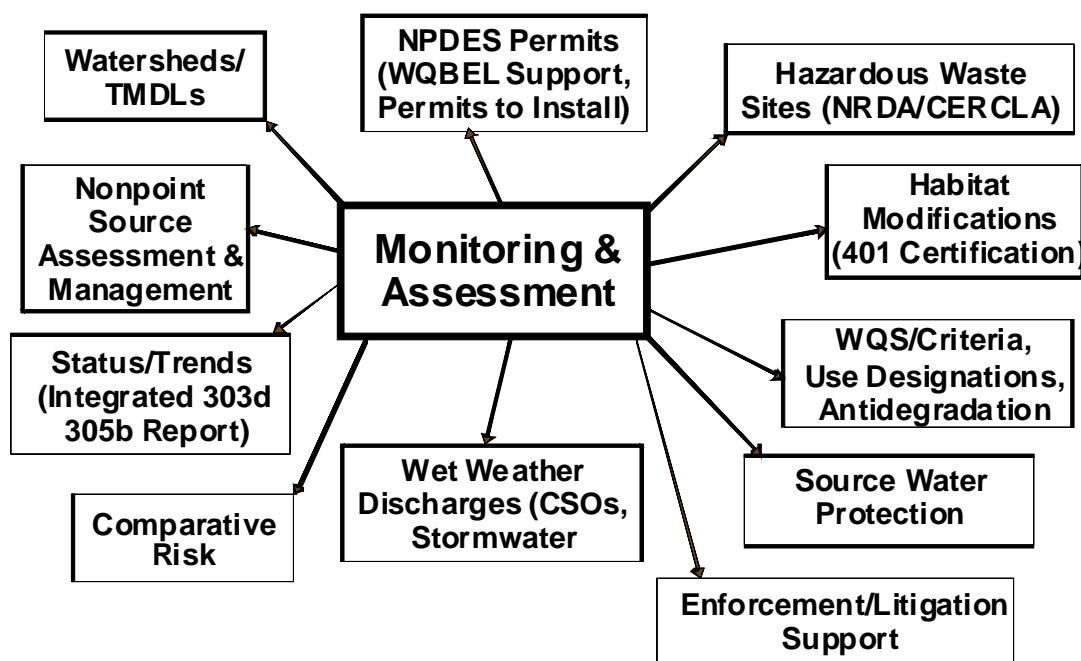 Watersheds/
TMDLs
NPDES Permits
(WQBEL Support,
Permits to Install)
Hazardous Waste
Sites (NRDA/CERCLA)
Nonpoint
Source
Assessment &
Management
Monitoring &
Assessment
Habitat
Modifications
(401 Certification)
Status/Trends
(Integrated 303d
305b Report)
WQS/Criteria,
Use Designations,
Antidegradation
Comparative
Risk
Wet Weather
Discharges (CSOs,
Stormwater
Source Water
Protection
Enforcement/Litigation
Support